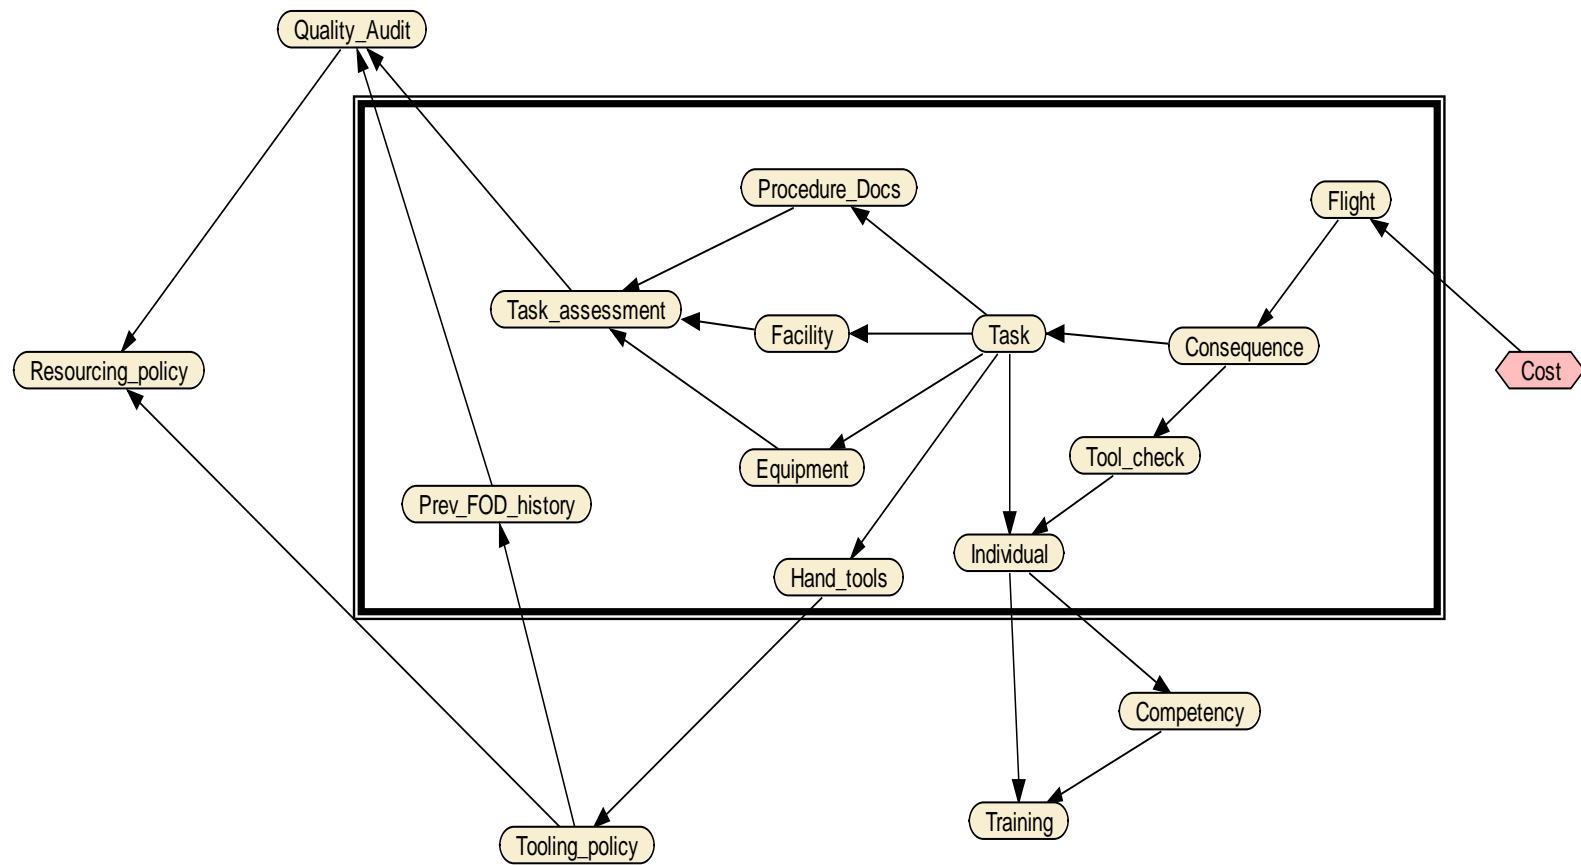 Quality_Audit
Procedure_Docs
Flight
Task_assessment
Facility
Task
Consequence
Resourcing_policy
Cost
Tool_check
Equipment
Prev_FOD_history
Individual
Hand_tools
Competency
Training
Tooling_policy